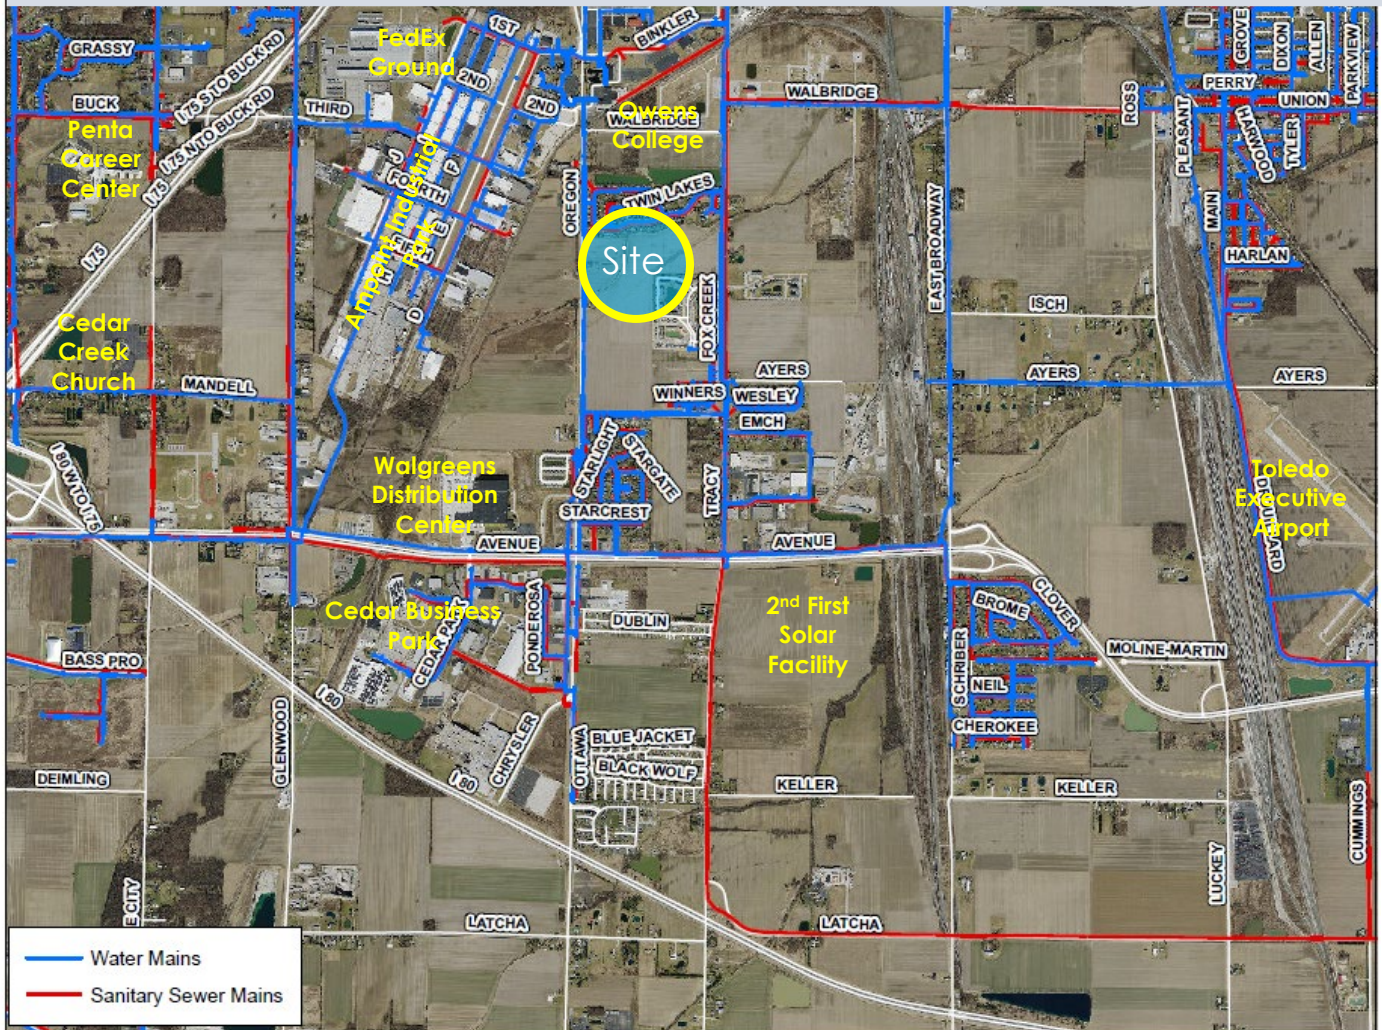 GRASSY
FedEx
Ground
1ST
BINKLER
GROVE
DIXON
ALLEN
PARKVIEW
I 75 S TO BUCK RD
2ND
2ND
WALBRIDGE
PERRY
UNION
BUCK
THIRD
ROSS
I 75 N TO BUCK RD
Owens
College
WALBRIDGE
PLEASANT
HARWOOD
TYLER
Penta
Career
Center
I 75
J
F
FOURTH
E
H
D
Ampoint Industrial
Park
OREGON
TWIN LAKES
MAIN
EAST BROADWAY
HARLAN
I 75
Site
FOX CREEK
ISCH
Cedar
Creek
Church
MANDELL
AYERS
AYERS
AYERS
WINNERS
WESLEY
EMCH
I 80 W TO I 75
STARLIGHT
STARGATE
Walgreens
Distribution
Center
TRACY
STARCREST
Toledo
Executive
Airport
AVENUE
AVENUE
Cedar Business
Park
CEDAR PARK
PONDEROSA
DUBLIN
2nd First
Solar
Facility
BROME
CLOVER
BASS PRO
SCHRIBER
MOLINE-MARTIN
NEIL
CHEROKEE
I 80
GLENWOOD
CHRYSLER
OTTAWA
BLUE JACKET
BLACK WOLF
DEIMLING
I 80
KELLER
KELLER
LUCKEY
CUMMINGS
E CITY
LATCHA
LATCHA
Water Mains
Sanitary Sewer Mains